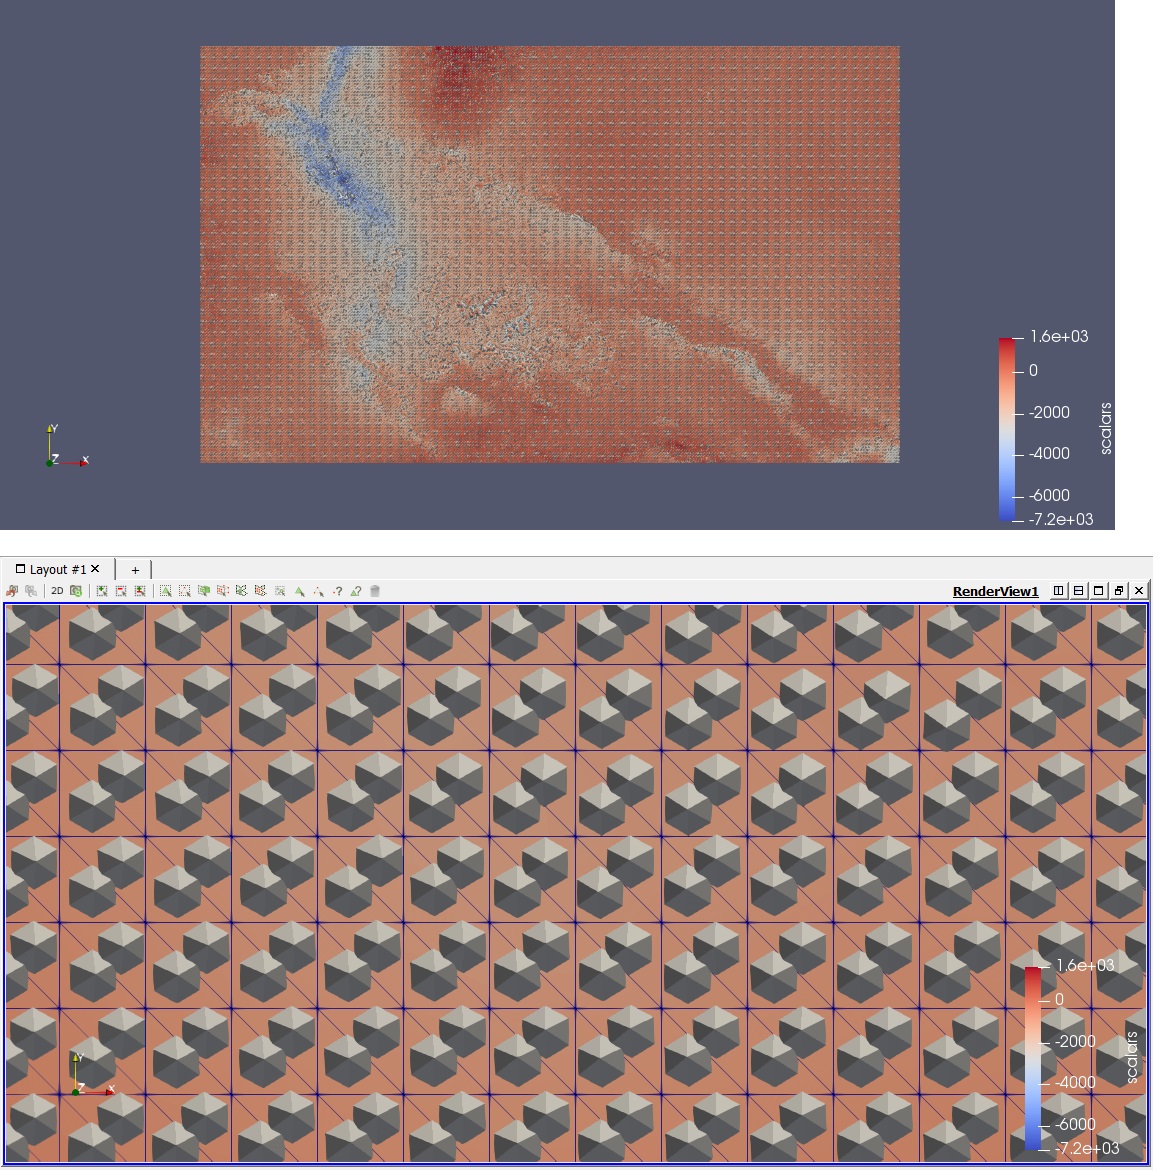 1.6e+03
0
-2000
-4000
-6000
-7.2e+03
scalars
Y
Z
X
Layout #1
+
2D
?
?
RenderView1
1.6e+03
0
-2000
-4000
-6000
-7.2e+03
scalars
Y
Z
X